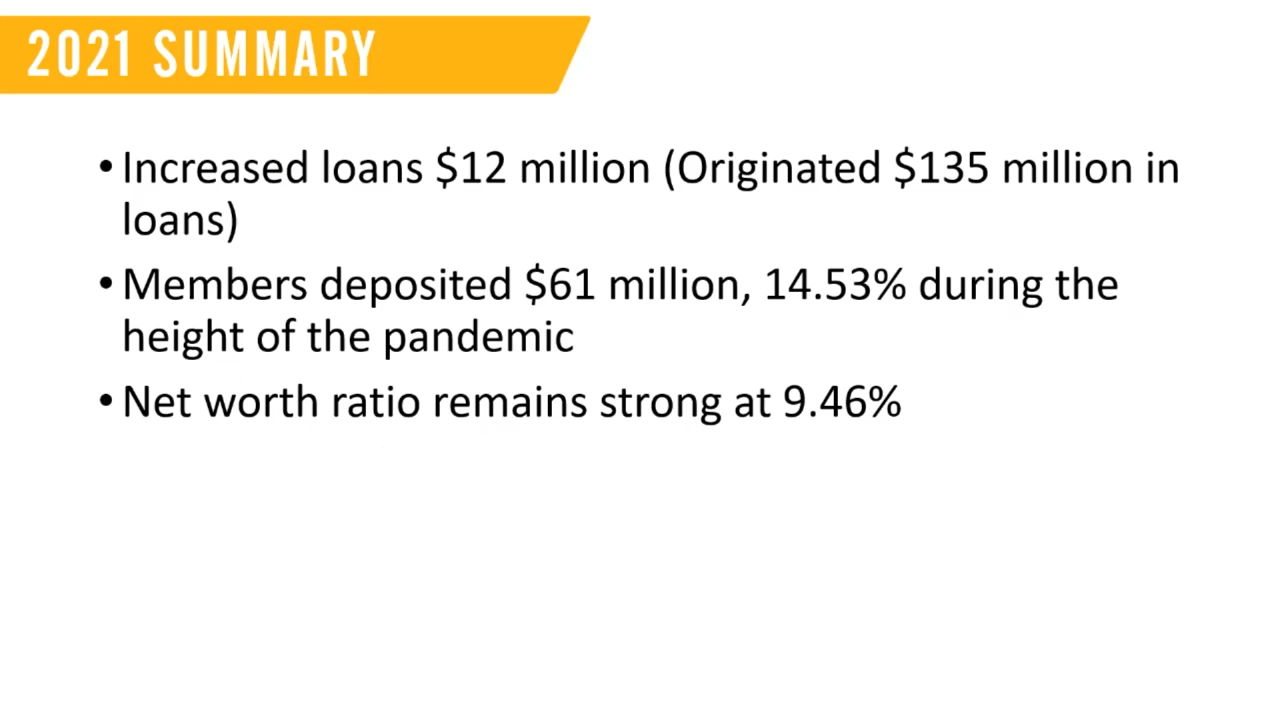 2021 SUMMARY
•Increased loans $12 million (Originated $135 million in
loans)
•Members deposited $61 million, 14.53% during the
height of the pandemic
•Net worth ratio remains strong at 9.46%